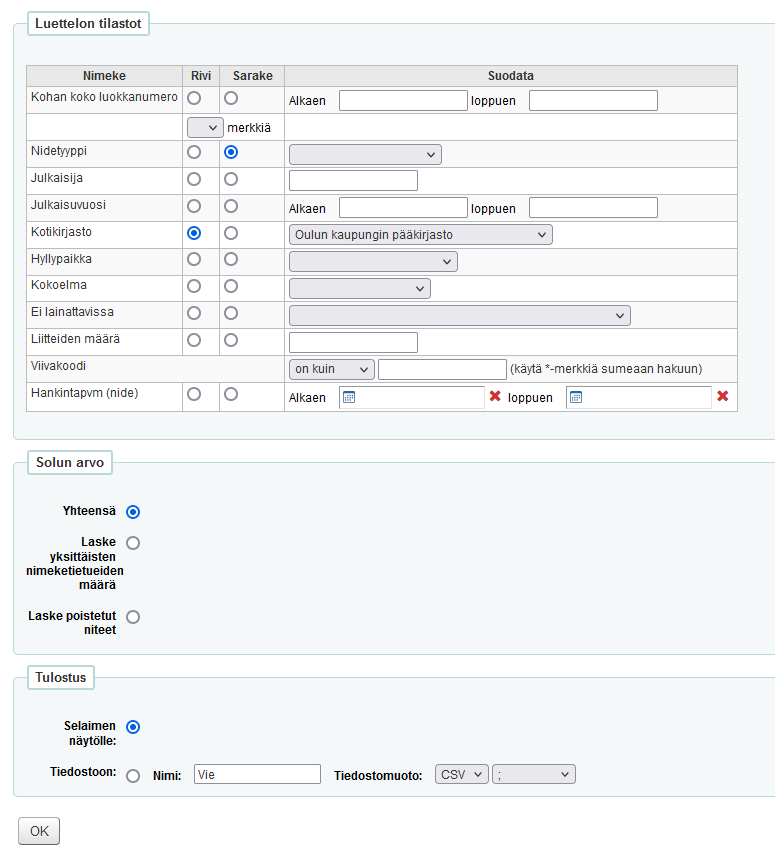 Luettelon tilastot
Nimeke Rivi Sarake Suodata
Kohan koko luokkanumero Alkaen loppuen
merkkiä
Nidetyyppi
Julkaisija
Julkaisuvuosi Alkaen loppuen
Kotikirjasto Oulun kaupungin pääkirjasto
Hyllypaikka
Kokoelma
Ei lainattavissa
Liitteiden määrä
Viivakoodi on kuin (käytä *-merkkiä sumeaan hakuun)
Hankintapvm (nide) Alkaen loppuen
Solun arvo
Yhteensä
Laske
yksittäisten
nimeketietueiden
määrä
Laske poistetut
niteet
Tulostus
Selaimen
näytölle:
Tiedostoon: Nimi: Vie Tiedostomuoto: CSV ;
OK